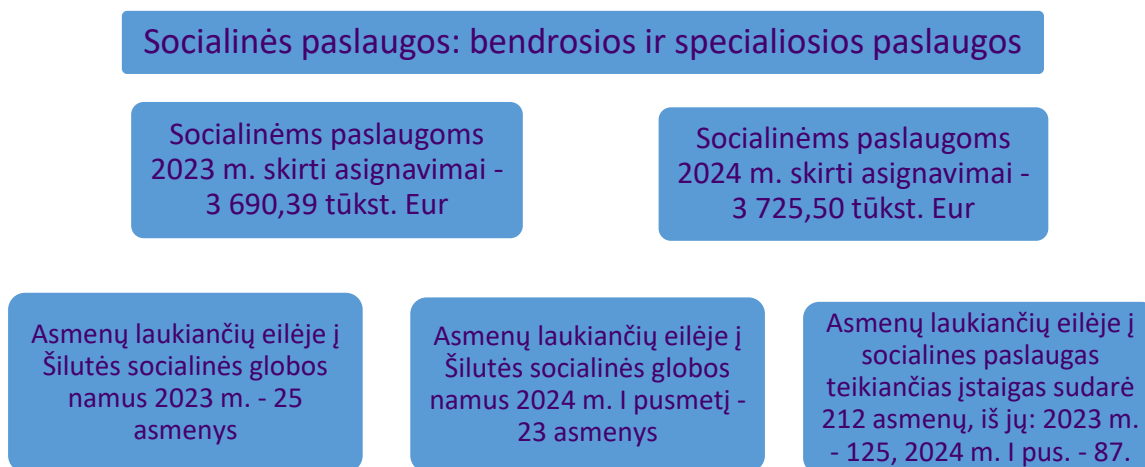 Socialinės paslaugos: bendrosios ir specialiosios paslaugos
Socialinėms paslaugoms
2023 m. skirti asignavimai -
3 690,39 tūkst. Eur
Socialinėms paslaugoms
2024 m. skirti asignavimai -
3 725,50 tūkst. Eur
Asmenų laukiančių eilėje į
Šilutės socialinės globos
namus 2023 m. - 25
asmenys
Asmenų laukiančių eilėje į
Šilutės socialinės globos
namus 2024 m. I pusmetį -
23 asmenys
Asmenų laukiančių eilėje į
socialines paslaugas
teikiančias įstaigas sudarė
212 asmenų, iš jų: 2023 m.
- 125, 2024 m. I pus. - 87.